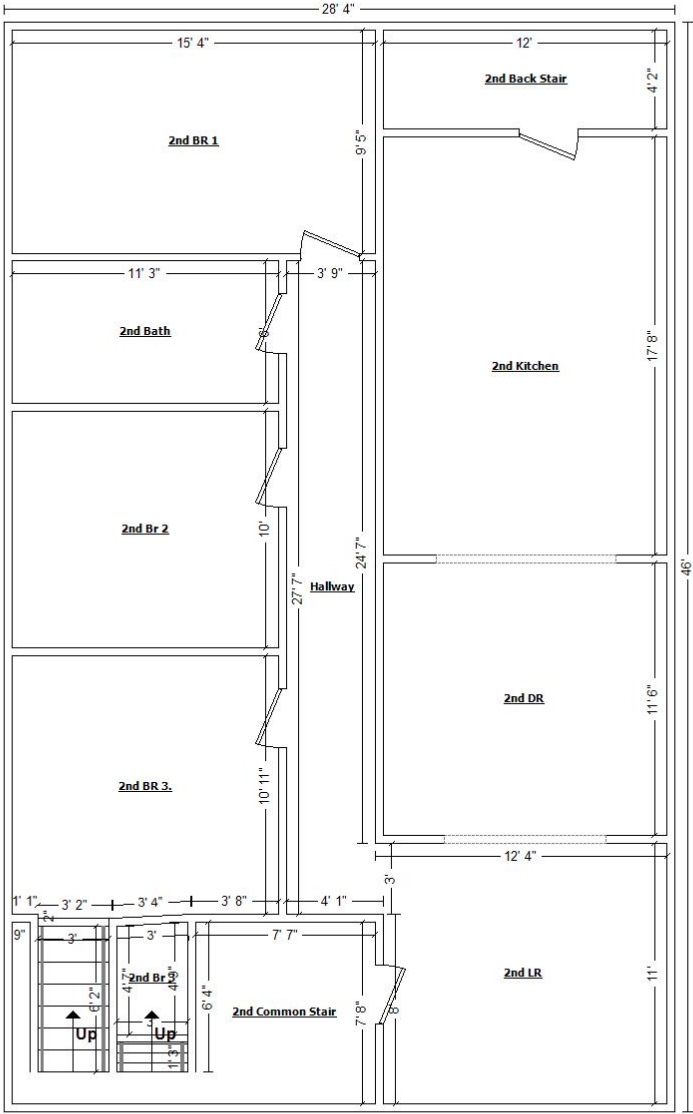 28' 4"
15' 4"
12'
2nd Back Stair
4' 2"
2nd BR 1
9' 5"
11' 3"
3' 9"
2nd Bath
6'
17' 8"
2nd Kitchen
2nd Br 2
10'
24' 7"
27' 7"
Hallway
46'
2nd DR
11' 6"
2nd BR 3.
10' 11"
12' 4"
3'
1' 1"
3' 2"
3' 4"
3' 8"
4' 1"
2"
9"
3'
3'
7' 7"
2nd LR
11'
2nd Br
4' 7"
4' 9"
6' 2"
6' 4"
2nd Common Stair
7' 8"
8'
3'
Up
Up
1' 3"